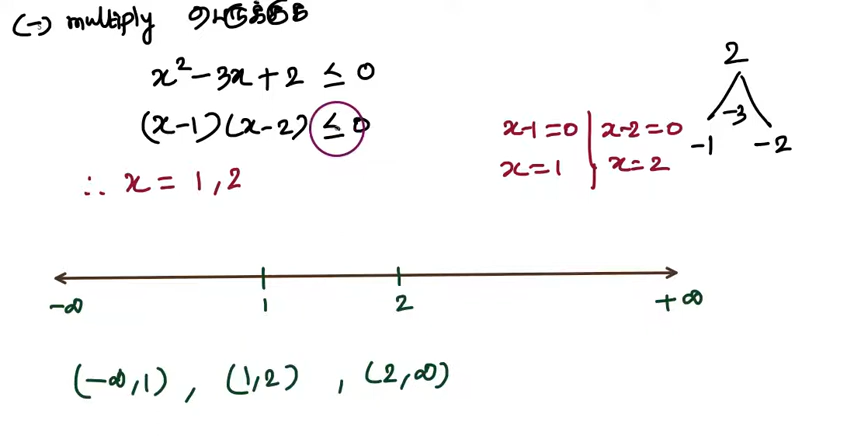 (-) multiply
x² - 3x + 2 ≤ 0
(x-1)(x-2) ≤ 0
∴ x = 1, 2
2
-3
-1 -2
x-1=0 | x-2=0
x=1 | x=2
-∞ 1 2 +∞
(-∞,1) , (1,2) , (2,∞)